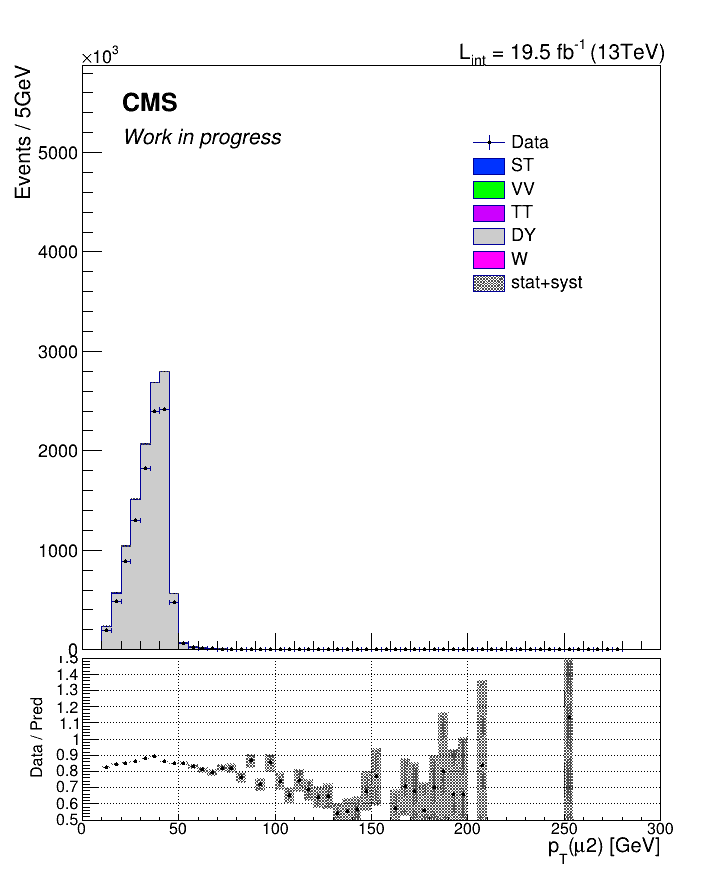 ×10³
L_int = 19.5 fb⁻¹ (13TeV)
Events / 5GeV
CMS
Work in progress
Data
ST
VV
TT
DY
W
stat+syst
5000
4000
3000
2000
1000
0
Data / Pred
1.5
1.4
1.3
1.2
1.1
1
0.9
0.8
0.7
0.6
0.5
0 50 100 150 200 250 300
p_T(μ2) [GeV]